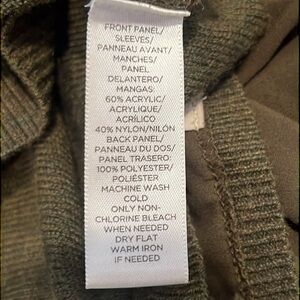 FRONT PANEL/
SLEEVES/
PANNEAU AVANT/
MANCHES/
PANEL
DELANTERO/
MANGAS:
60% ACRYLIC/
ACRYLIQUE/
ACRÍLICO
40% NYLON/NILÓN
BACK PANEL/
PANNEAU DU DOS/
PANEL TRASERO:
100% POLYESTER/
POLIÉSTER
MACHINE WASH
COLD
ONLY NON-
CHLORINE BLEACH
WHEN NEEDED
DRY FLAT
WARM IRON
IF NEEDED